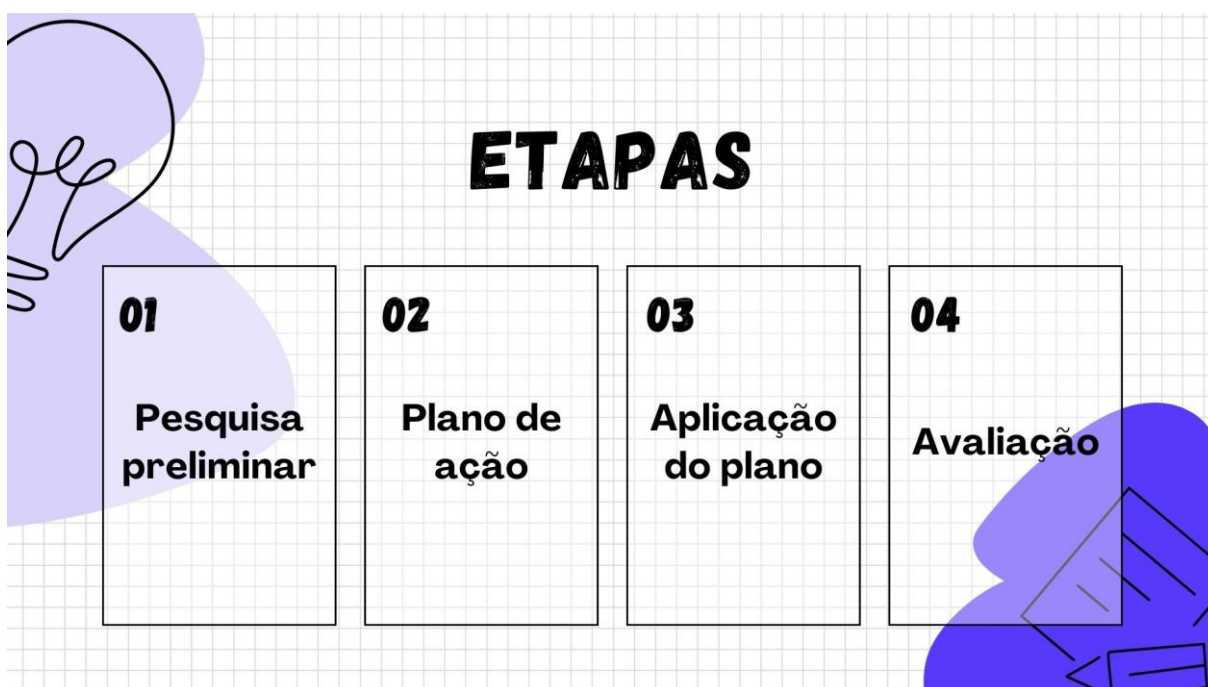 ETAPAS
01
Pesquisa
preliminar
02
Plano de
ação
03
Aplicação
do plano
04
Avaliação